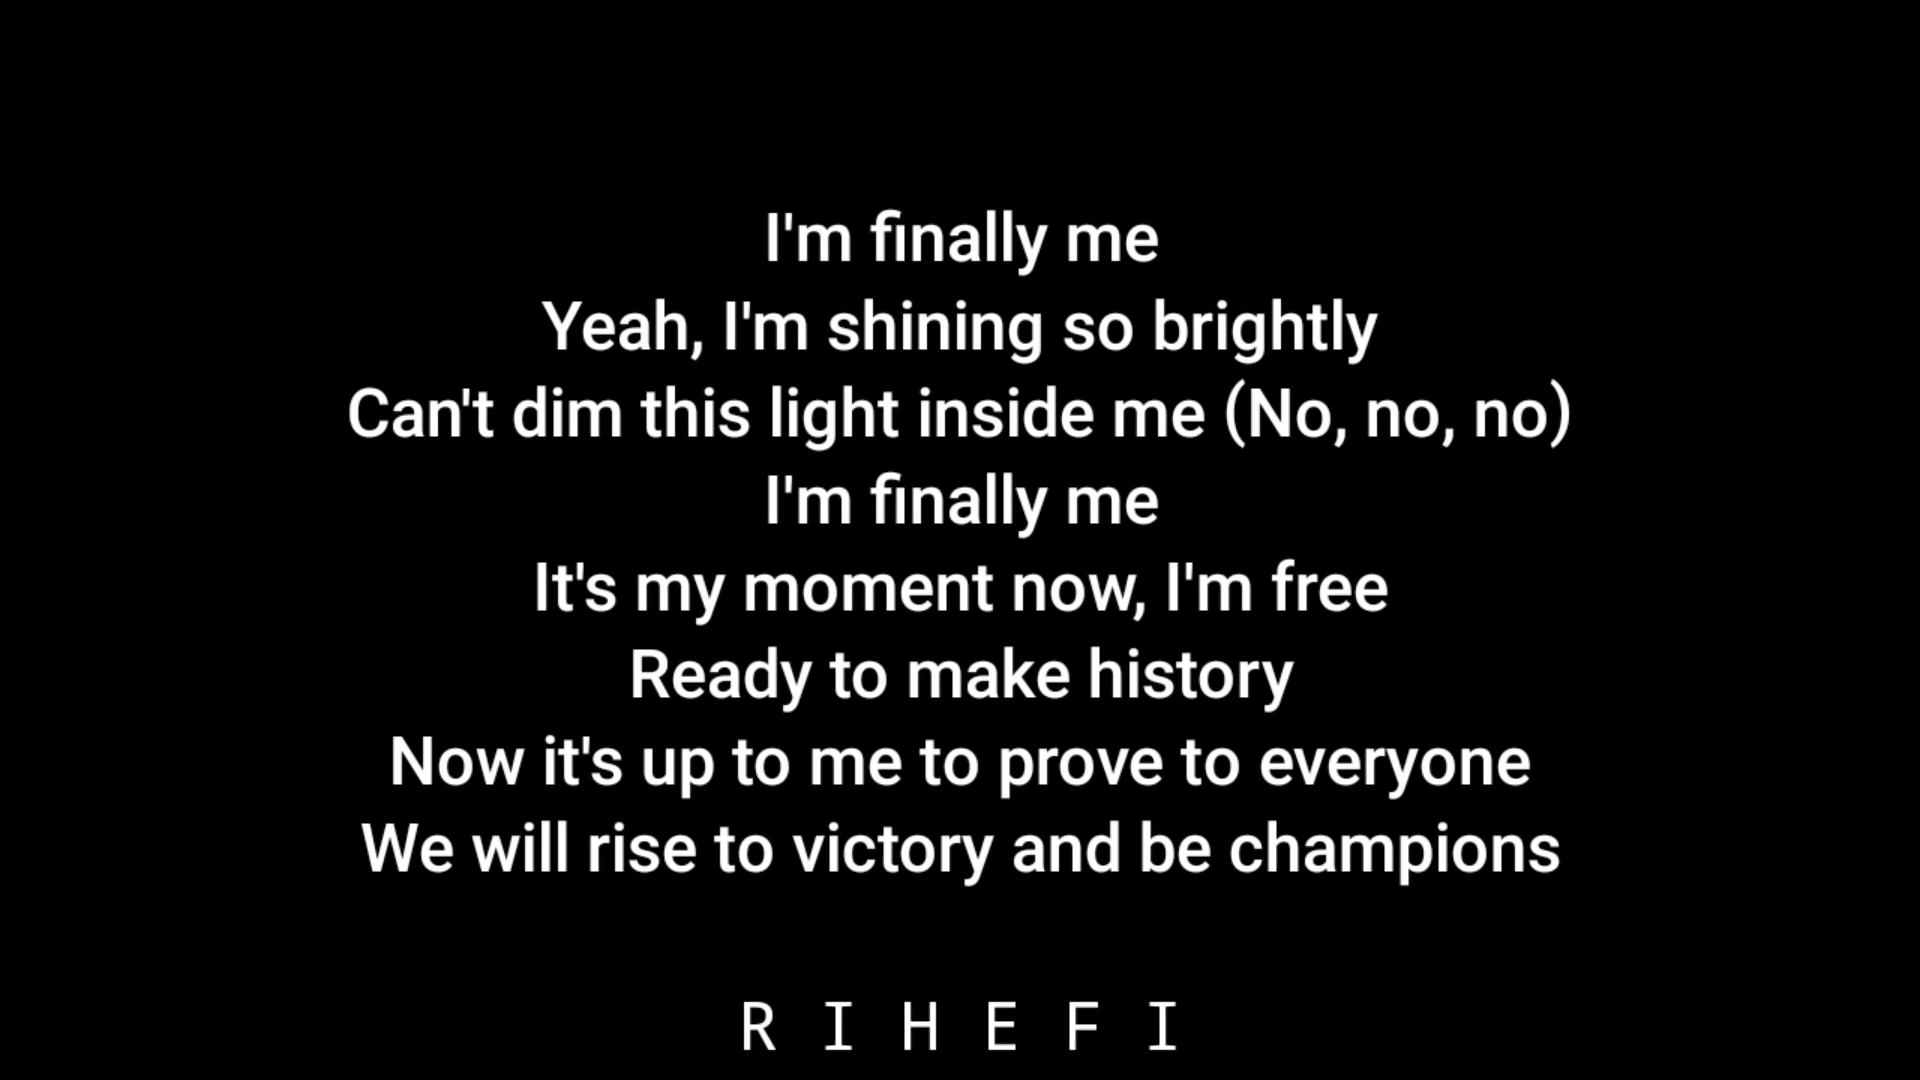 I'm finally me
Yeah, I'm shining so brightly
Can't dim this light inside me (No, no, no)
I'm finally me
It's my moment now, I'm free
Ready to make history
Now it's up to me to prove to everyone
We will rise to victory and be champions
R I H E F I